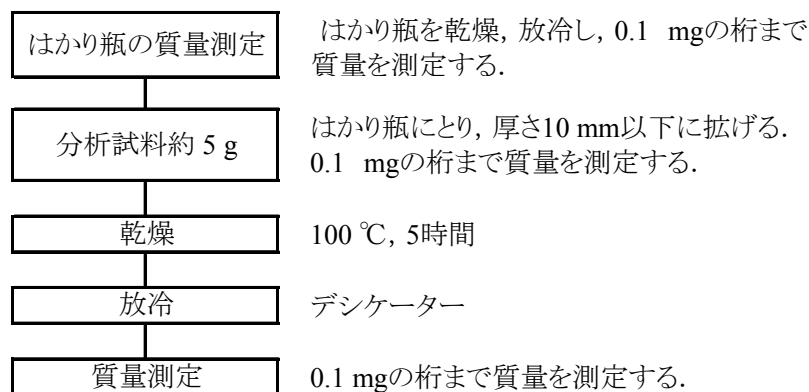 はかり瓶の質量測定
はかり瓶を乾燥, 放冷し, 0.1 mgの桁まで
質量を測定する.
分析試料約 5 g
はかり瓶にとり, 厚さ10 mm以下に拡げる.
0.1 mgの桁まで質量を測定する.
乾燥
100 ℃, 5時間
放冷
デシケーター
質量測定
0.1 mgの桁まで質量を測定する.